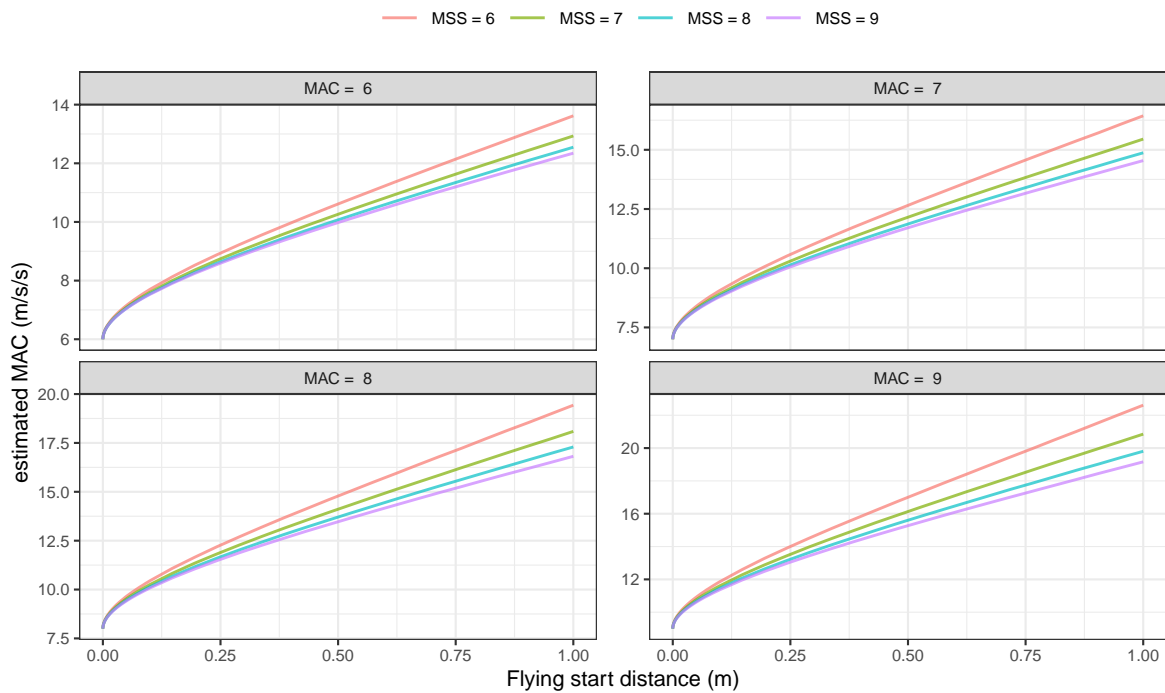 MSS = 6 MSS = 7 MSS = 8 MSS = 9
MAC = 6
MAC = 7
14
12
10
8
6
15.0
12.5
10.0
7.5
MAC = 8
MAC = 9
20.0
17.5
15.0
12.5
10.0
7.5
20
16
12
0.00 0.25 0.50 0.75 1.00
0.00 0.25 0.50 0.75 1.00
estimated MAC (m/s/s)
Flying start distance (m)